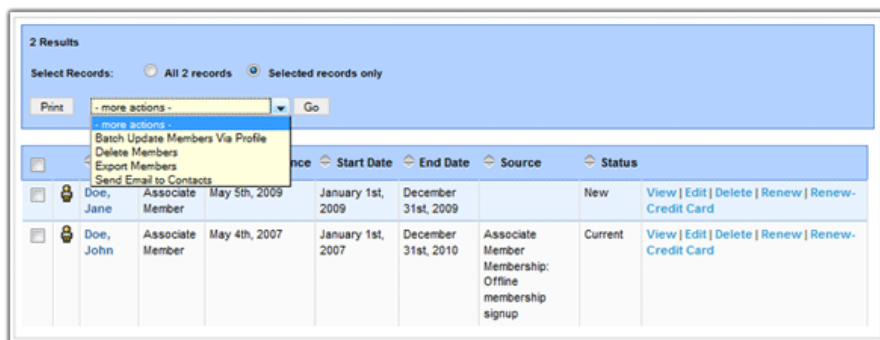 2 Results
Select Records: All 2 records Selected records only
Print - more actions - Go
- more actions -
Batch Update Members Via Profile
Delete Members
Export Members
Send Email to Contacts
nce Start Date End Date Source Status
Doe, Associate May 5th, 2009 January 1st, December New View | Edit | Delete | Renew | Renew-
Jane Member 2009 31st, 2009 Credit Card
Doe, Associate May 4th, 2007 January 1st, December Associate Current View | Edit | Delete | Renew | Renew-
John Member 2007 31st, 2010 Member Credit Card
Membership:
Offline
membership
signup